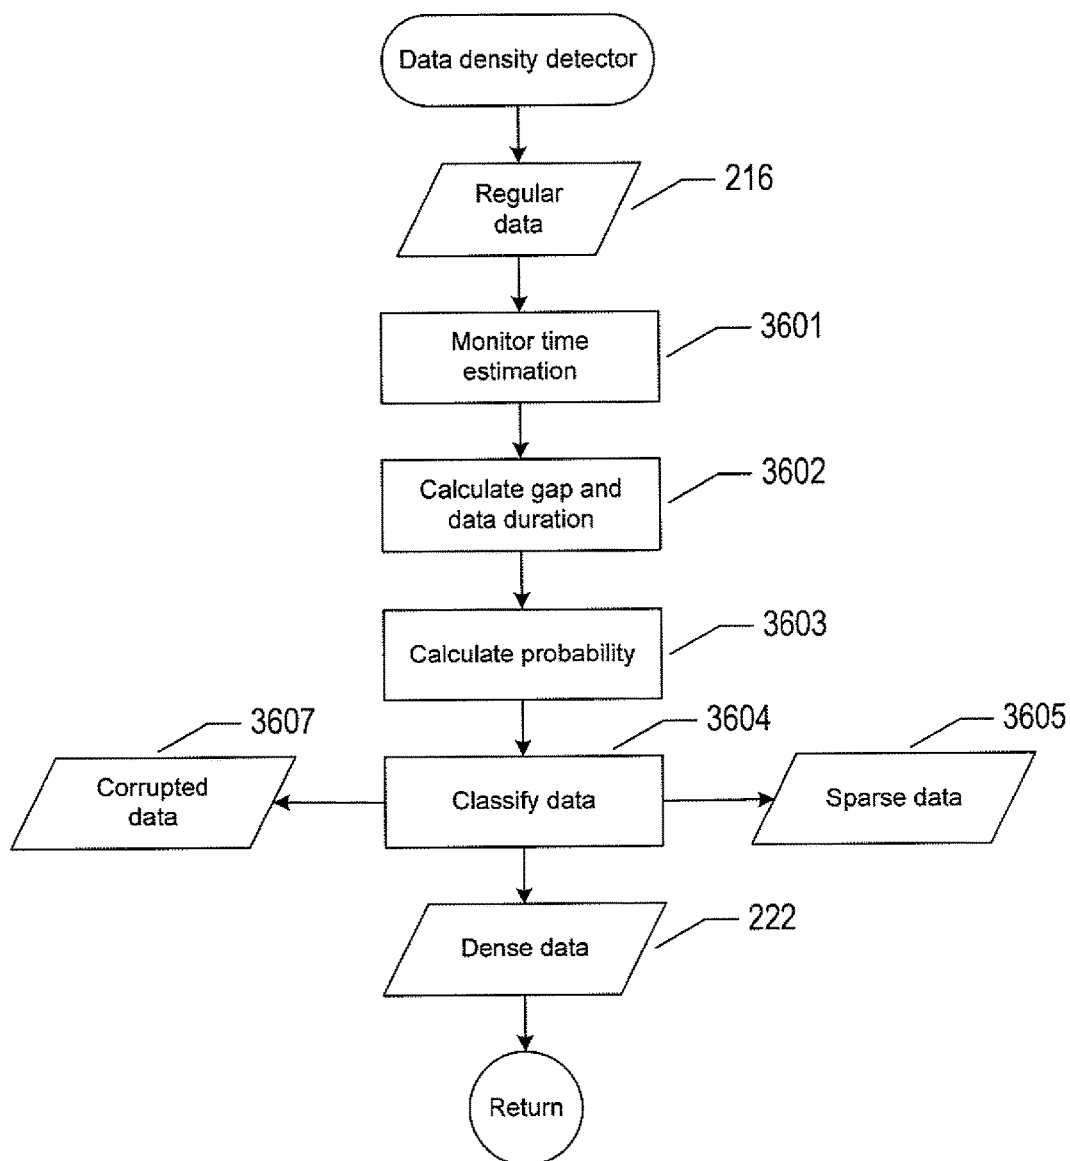 Data density detector
Regular
data
216
Monitor time
estimation
3601
Calculate gap and
data duration
3602
Calculate probability
3603
3607
3604
3605
Corrupted
data
Classify data
Sparse data
Dense data
222
Return